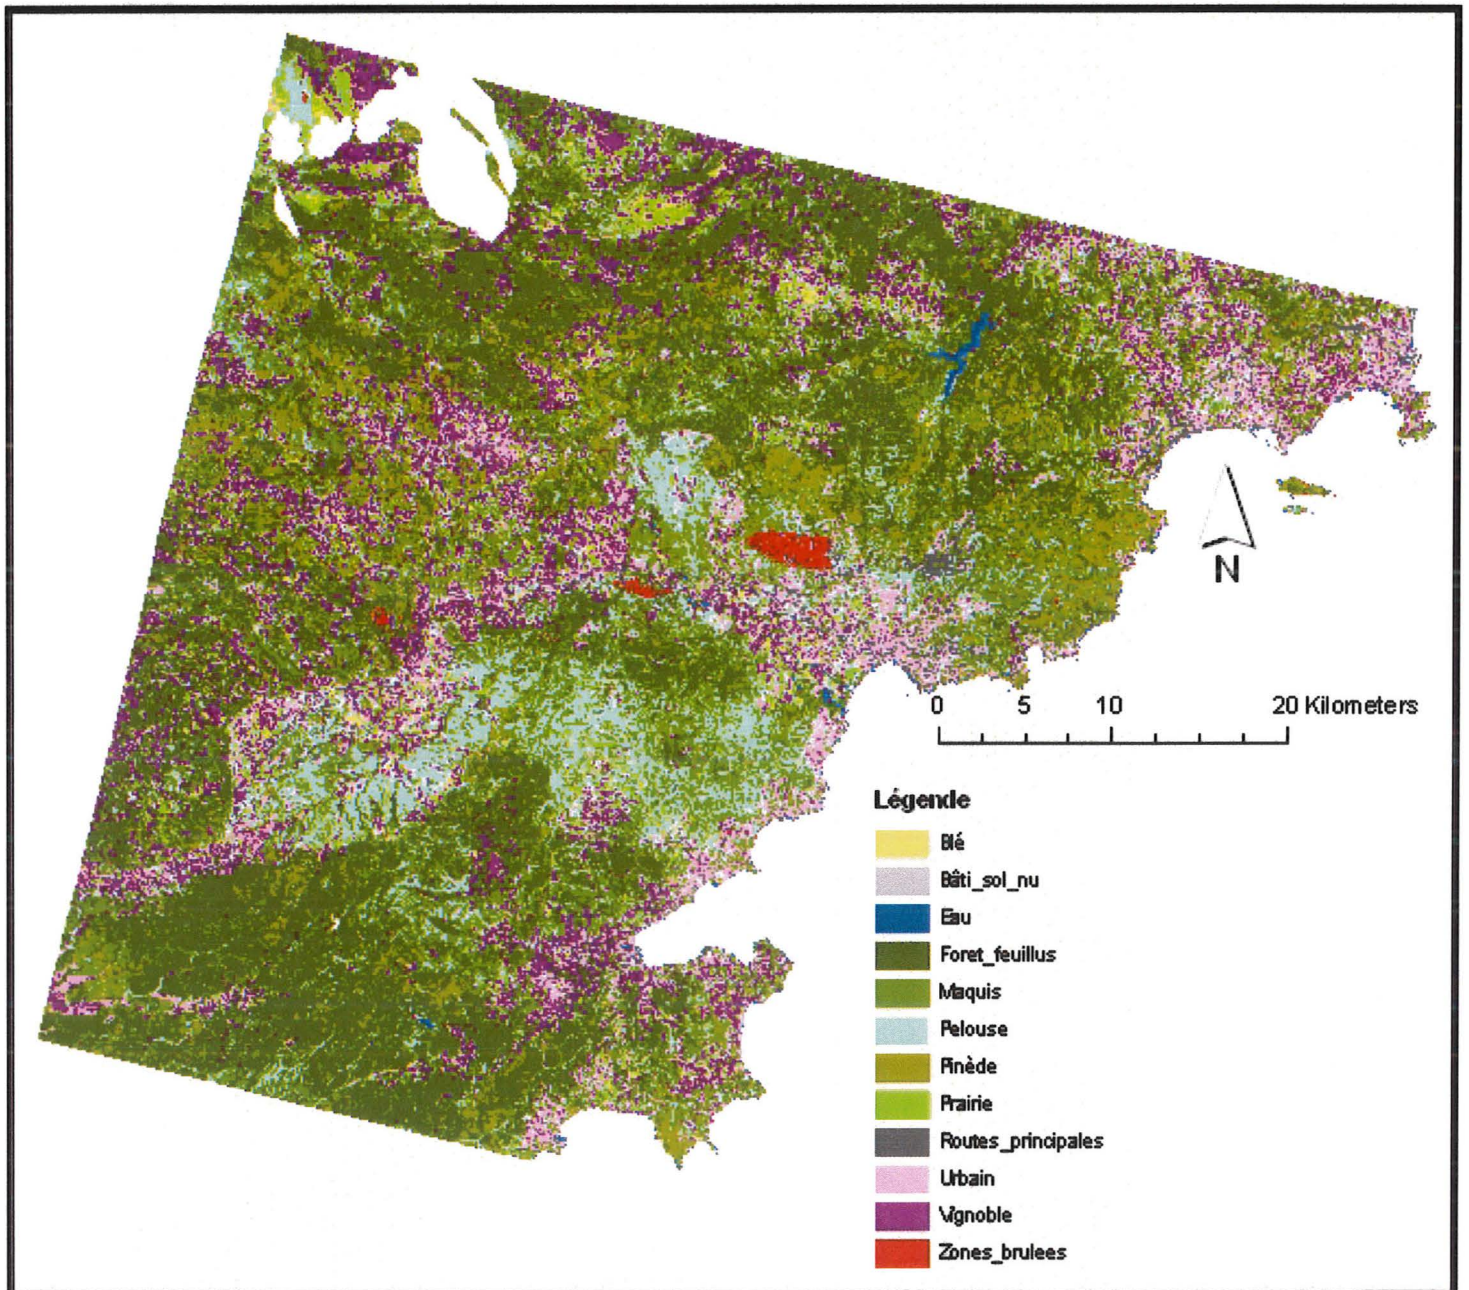 N
0 5 10 20 Kilometers
Légende
Blé
Bâti_sol_nu
Eau
Foret_feuillus
Maquis
Pelouse
Pinède
Prairie
Routes_principales
Urbain
Vignoble
Zones_brulees